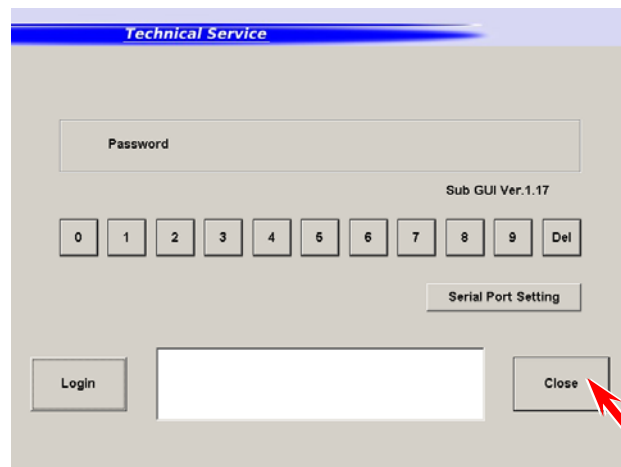 Technical Service
Password
Sub GUI Ver.1.17
0 1 2 3 4 5 6 7 8 9 Del
Serial Port Setting
Login Close